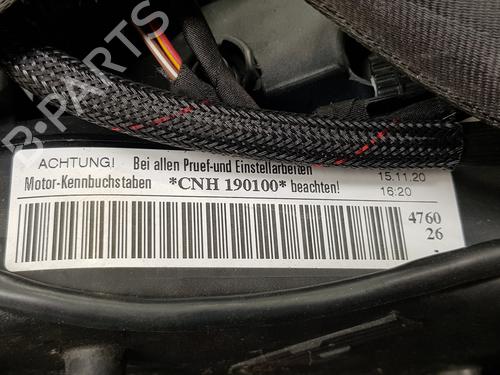 B-PARTS
ACHTUNG! Bei allen Pruef-und Einstellarbeiten 15.11.20
Motor-Kennbuchstaben *CNH 190100* beachten! 16:20
4760
26
-